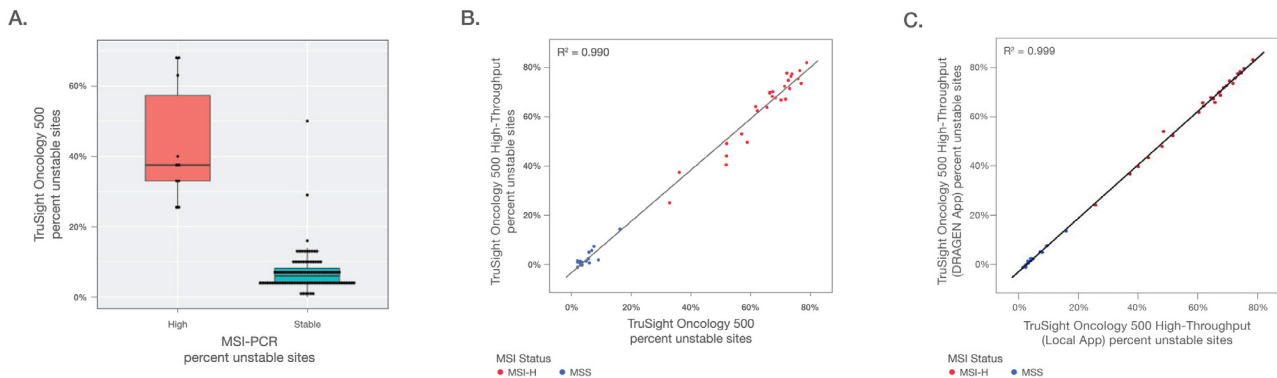 A.
TruSight Oncology 500
percent unstable sites
60%
40%
20%
0%
High
Stable
MSI-PCR
percent unstable sites
B.
R² = 0.990
TruSight Oncology 500 High-Throughput
percent unstable sites
80%
60%
40%
20%
0%
0%
20%
40%
60%
80%
TruSight Oncology 500
percent unstable sites
MSI Status
MSI-H
MSS
C.
R² = 0.999
TruSight Oncology 500 High-Throughput
(DRAGEN App) percent unstable sites
80%
60%
40%
20%
0%
0%
20%
40%
60%
80%
TruSight Oncology 500 High-Throughput
(Local App) percent unstable sites
MSI Status
MSI-H
MSS